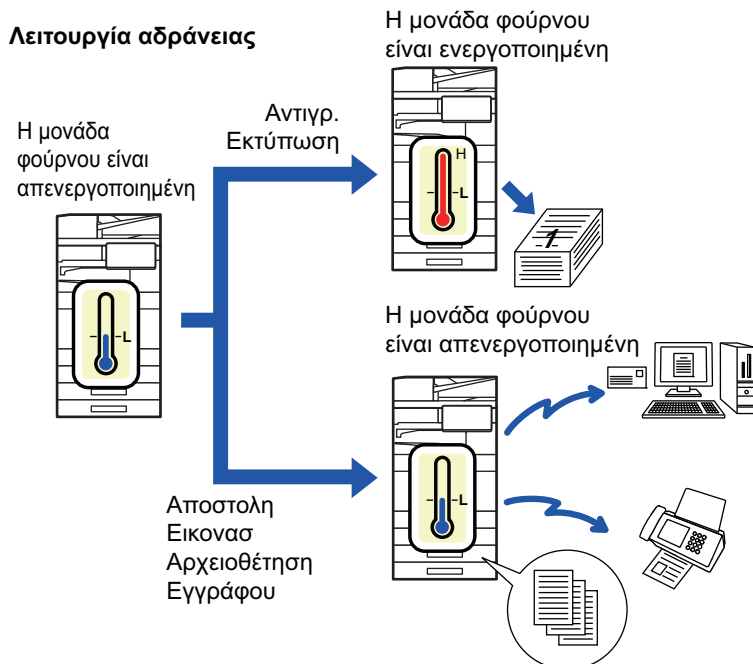 Λειτουργία αδράνειας
Η μονάδα
φούρνου είναι
απενεργοποιημένη
L
Αντιγρ.
Εκτύπωση
Η μονάδα φούρνου
είναι ενεργοποιημένη
H
L
1
Αποστολη
Εικονασ
Αρχειοθέτηση
Εγγράφου
Η μονάδα φούρνου
είναι απενεργοποιημένη
L